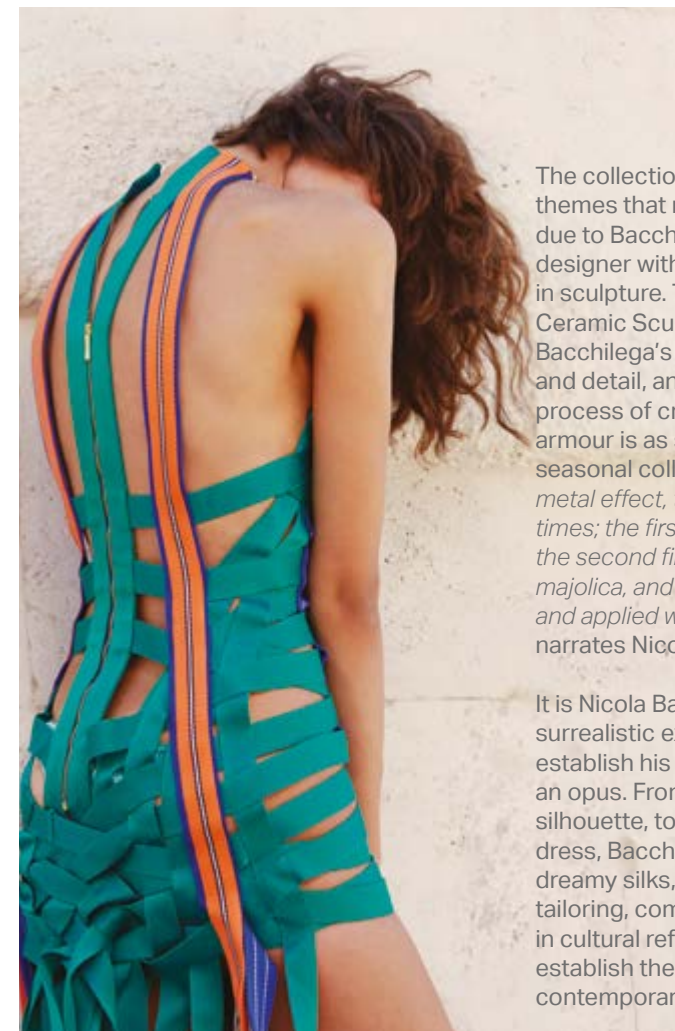 The collectio
themes that
due to Bacch
designer with
in sculpture. T
Ceramic Scu
Bacchilega's
and detail, an
process of cr
armour is as
seasonal coll
metal effect,
times; the firs
the second fi
majolica, and
and applied w
narrates Nico
It is Nicola Ba
surrealistic e
establish his
an opus. Fro
silhouette, to
dress, Bacch
dreamy silks,
tailoring, com
in cultural ref
establish the
contemporar